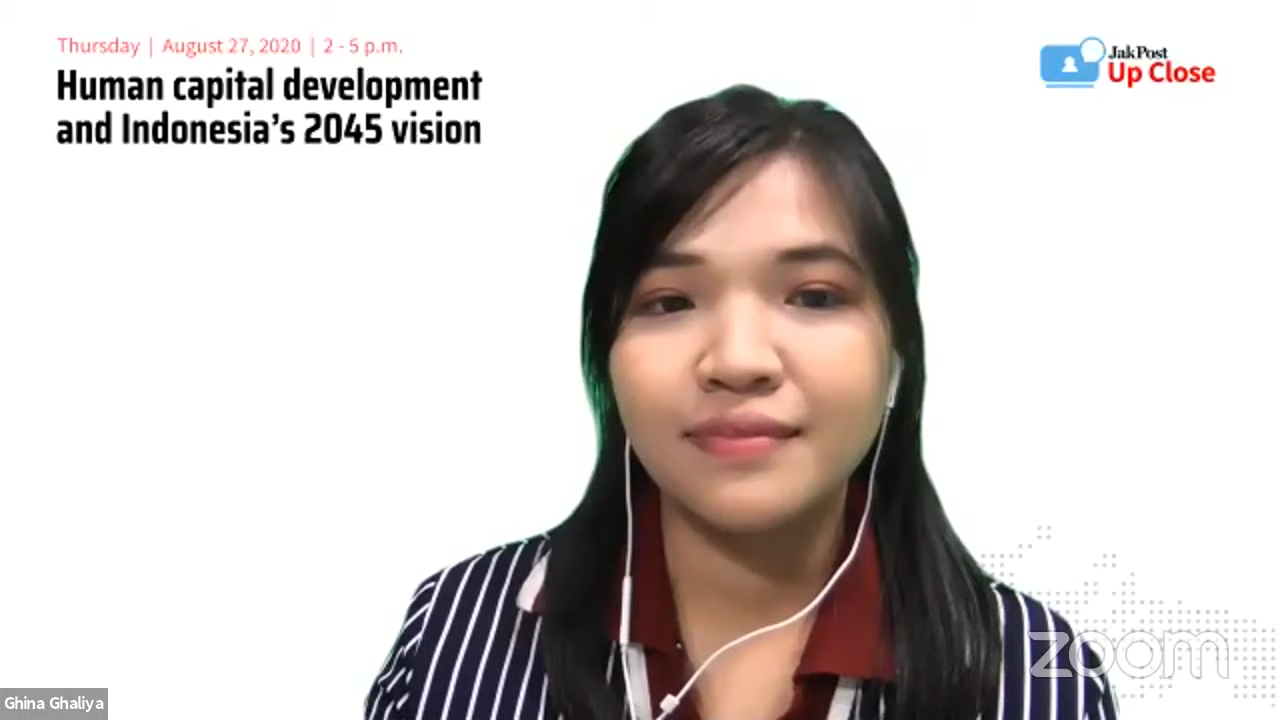 Thursday | August 27, 2020 | 2 - 5 p.m.
Human capital development
and Indonesia's 2045 vision
JakPost
Up Close
zoom
Ghina Ghaliya